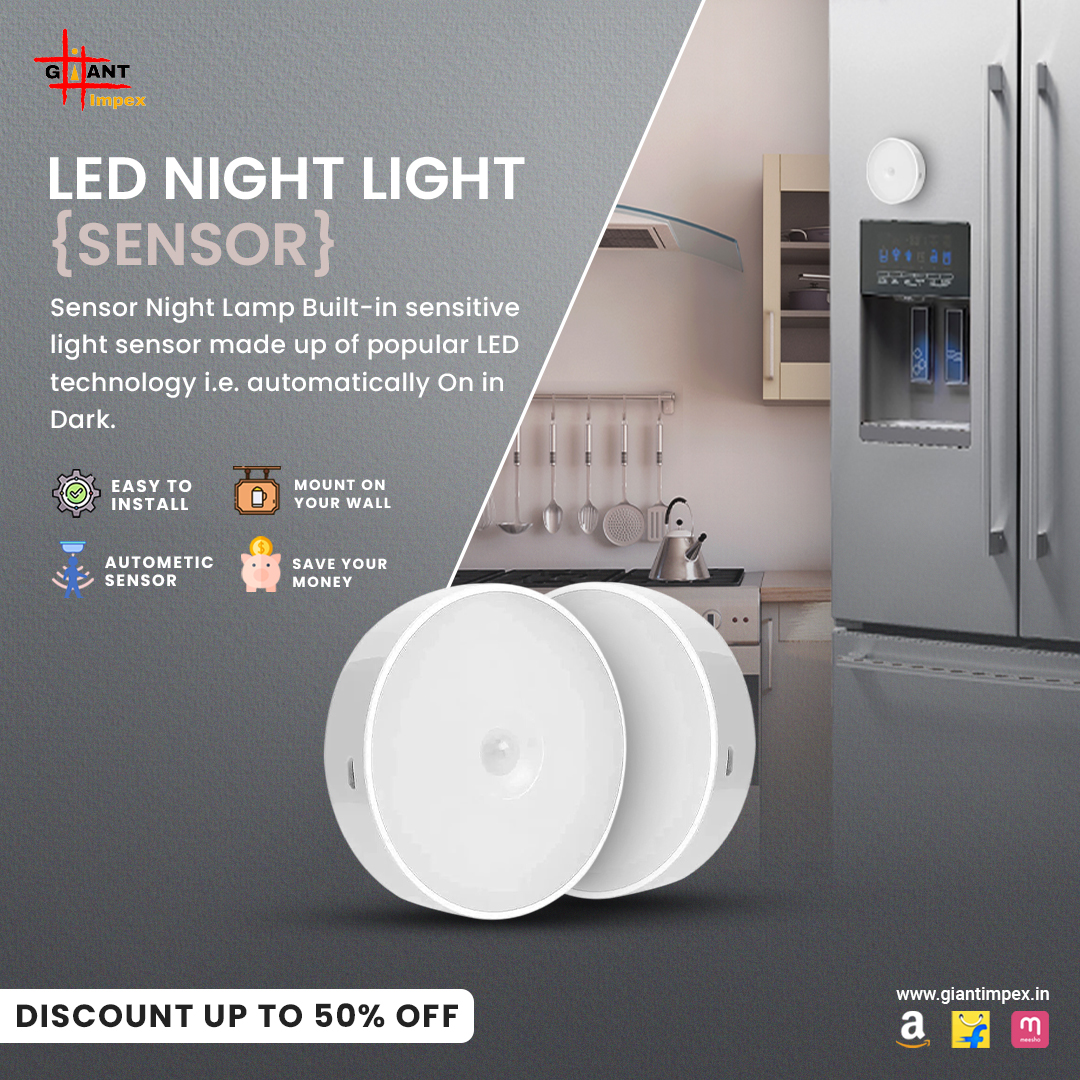 GIANT
Impex
LED NIGHT LIGHT
{SENSOR}
Sensor Night Lamp Built-in sensitive
light sensor made up of popular LED
technology i.e. automatically On in
Dark.
EASY TO
INSTALL
MOUNT ON
YOUR WALL
AUTOMETIC
SENSOR
SAVE YOUR
MONEY
DISCOUNT UP TO 50% OFF
www.giantimpex.in
a
f
m
meesho